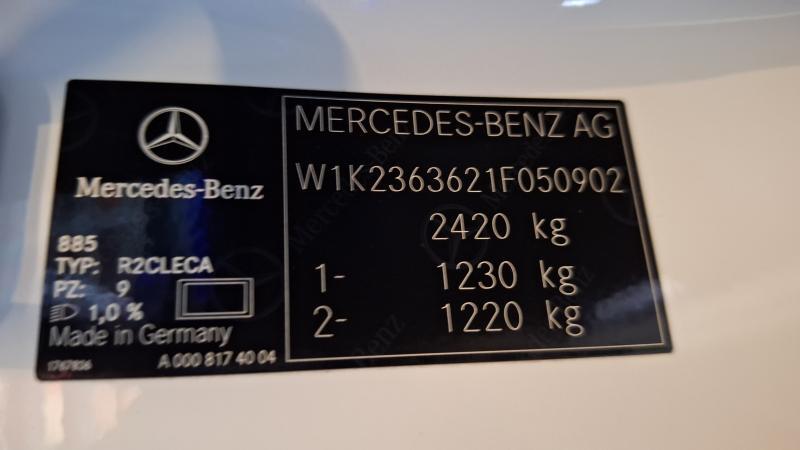 Mercedes-Benz
885
TYP: R2CLECA
PZ: 9
1,0 %
Made in Germany
1767836
A 000 817 40 04
MERCEDES-BENZ AG
W1K2363621F050902
2420 kg
1- 1230 kg
2- 1220 kg